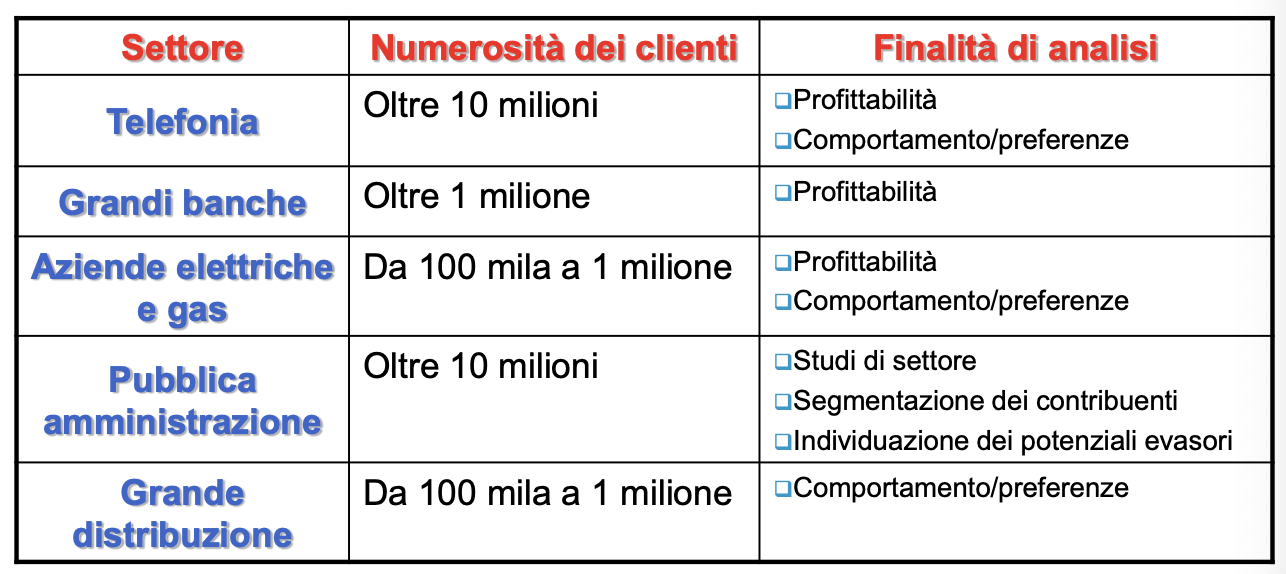 Settore
Numerosità dei clienti
Finalità di analisi
Telefonia
Oltre 10 milioni
Profittabilità
Comportamento/preferenze
Grandi banche
Oltre 1 milione
Profittabilità
Aziende elettriche
e gas
Da 100 mila a 1 milione
Profittabilità
Comportamento/preferenze
Pubblica
amministrazione
Oltre 10 milioni
Studi di settore
Segmentazione dei contribuenti
Individuazione dei potenziali evasori
Grande
distribuzione
Da 100 mila a 1 milione
Comportamento/preferenze